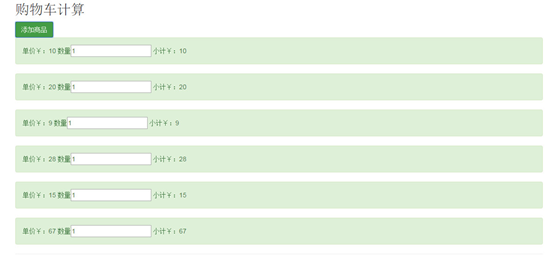 购物车计算
添加商品
单价￥：10 数量1 小计￥：10
单价￥：20 数量1 小计￥：20
单价￥：9 数量1 小计￥：9
单价￥：28 数量1 小计￥：28
单价￥：15 数量1 小计￥：15
单价￥：67 数量1 小计￥：67